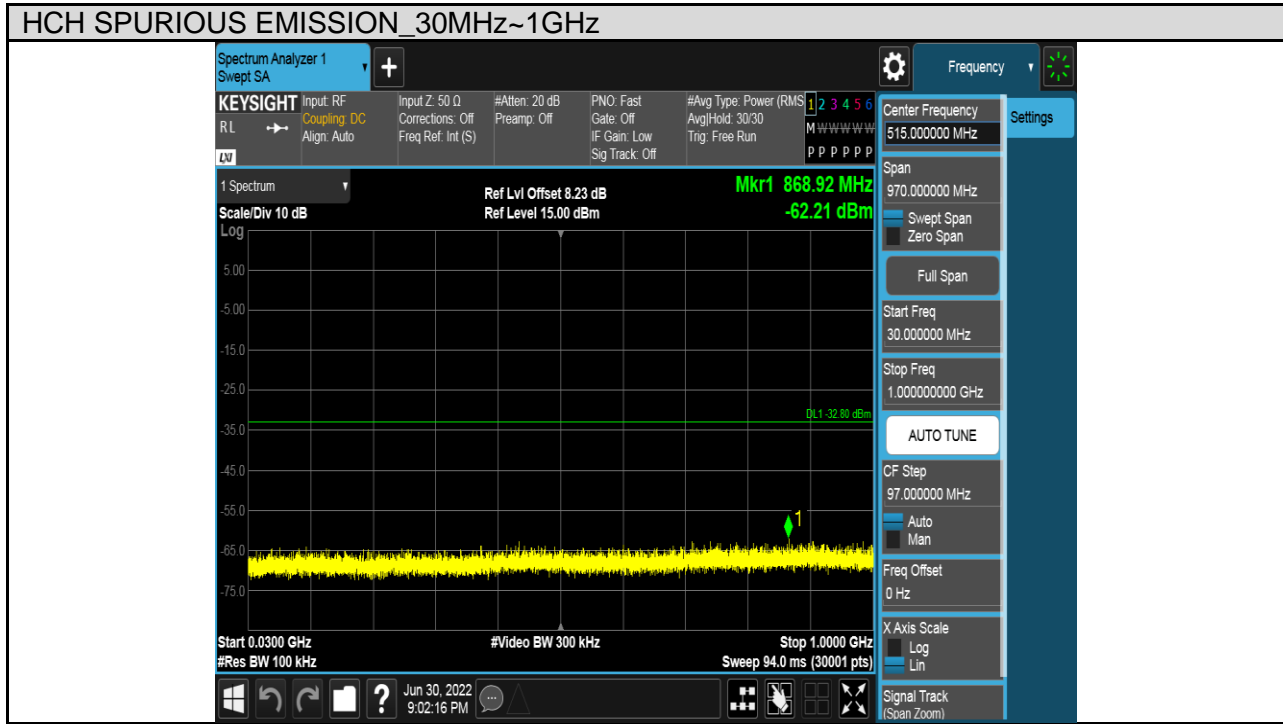 HCH SPURIOUS EMISSION_30MHz~1GHz
Spectrum Analyzer 1
Swept SA
Frequency
KEYSIGHT
RL
LXI
Input: RF
Coupling: DC
Align: Auto
Input Z: 50 Ω
Corrections: Off
Freq Ref: Int (S)
#Atten: 20 dB
Preamp: Off
PNO: Fast
Gate: Off
IF Gain: Low
Sig Track: Off
#Avg Type: Power (RMS
Avg|Hold: 30/30
Trig: Free Run
1 2 3 4 5 6
M W W W W W
P P P P P P
1 Spectrum
Scale/Div 10 dB
Log
Ref Lvl Offset 8.23 dB
Ref Level 15.00 dBm
Mkr1 868.92 MHz
-62.21 dBm
5.00
-5.00
-15.0
-25.0
DL1 -32.80 dBm
-35.0
-45.0
-55.0
1
-65.0
-75.0
Start 0.0300 GHz
#Res BW 100 kHz
#Video BW 300 kHz
Stop 1.0000 GHz
Sweep 94.0 ms (30001 pts)
?
Jun 30, 2022
9:02:16 PM
Center Frequency
515.000000 MHz
Span
970.000000 MHz
Swept Span
Zero Span
Full Span
Start Freq
30.000000 MHz
Stop Freq
1.000000000 GHz
AUTO TUNE
CF Step
97.000000 MHz
Auto
Man
Freq Offset
0 Hz
X Axis Scale
Log
Lin
Signal Track
(Span Zoom)
Settings